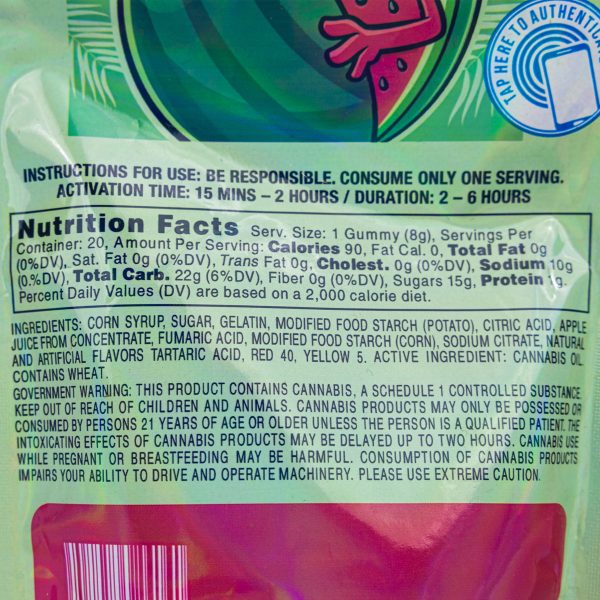 TAP HERE TO AUTHENTICATE
INSTRUCTIONS FOR USE: BE RESPONSIBLE. CONSUME ONLY ONE SERVING.
ACTIVATION TIME: 15 MINS – 2 HOURS / DURATION: 2 – 6 HOURS
Nutrition Facts Serv. Size: 1 Gummy (8g), Servings Per
Container: 20, Amount Per Serving: Calories 90, Fat Cal. 0, Total Fat 0g
(0%DV), Sat. Fat 0g (0%DV), Trans Fat 0g, Cholest. 0g (0%DV), Sodium 10g
(0.%DV), Total Carb. 22g (6%DV), Fiber 0g (0%DV), Sugars 15g, Protein 1g.
Percent Daily Values (DV) are based on a 2,000 calorie diet.
INGREDIENTS: CORN SYRUP, SUGAR, GELATIN, MODIFIED FOOD STARCH (POTATO), CITRIC ACID, APPLE
JUICE FROM CONCENTRATE, FUMARIC ACID, MODIFIED FOOD STARCH (CORN), SODIUM CITRATE, NATURAL
AND ARTIFICIAL FLAVORS TARTARIC ACID, RED 40, YELLOW 5. ACTIVE INGREDIENT: CANNABIS OIL.
CONTAINS WHEAT.
GOVERNMENT WARNING: THIS PRODUCT CONTAINS CANNABIS, A SCHEDULE 1 CONTROLLED SUBSTANCE.
KEEP OUT OF REACH OF CHILDREN AND ANIMALS. CANNABIS PRODUCTS MAY ONLY BE POSSESSED OR
CONSUMED BY PERSONS 21 YEARS OF AGE OR OLDER UNLESS THE PERSON IS A QUALIFIED PATIENT. THE
INTOXICATING EFFECTS OF CANNABIS PRODUCTS MAY BE DELAYED UP TO TWO HOURS. CANNABIS USE
WHILE PREGNANT OR BREASTFEEDING MAY BE HARMFUL. CONSUMPTION OF CANNABIS PRODUCTS
IMPAIRS YOUR ABILITY TO DRIVE AND OPERATE MACHINERY. PLEASE USE EXTREME CAUTION.